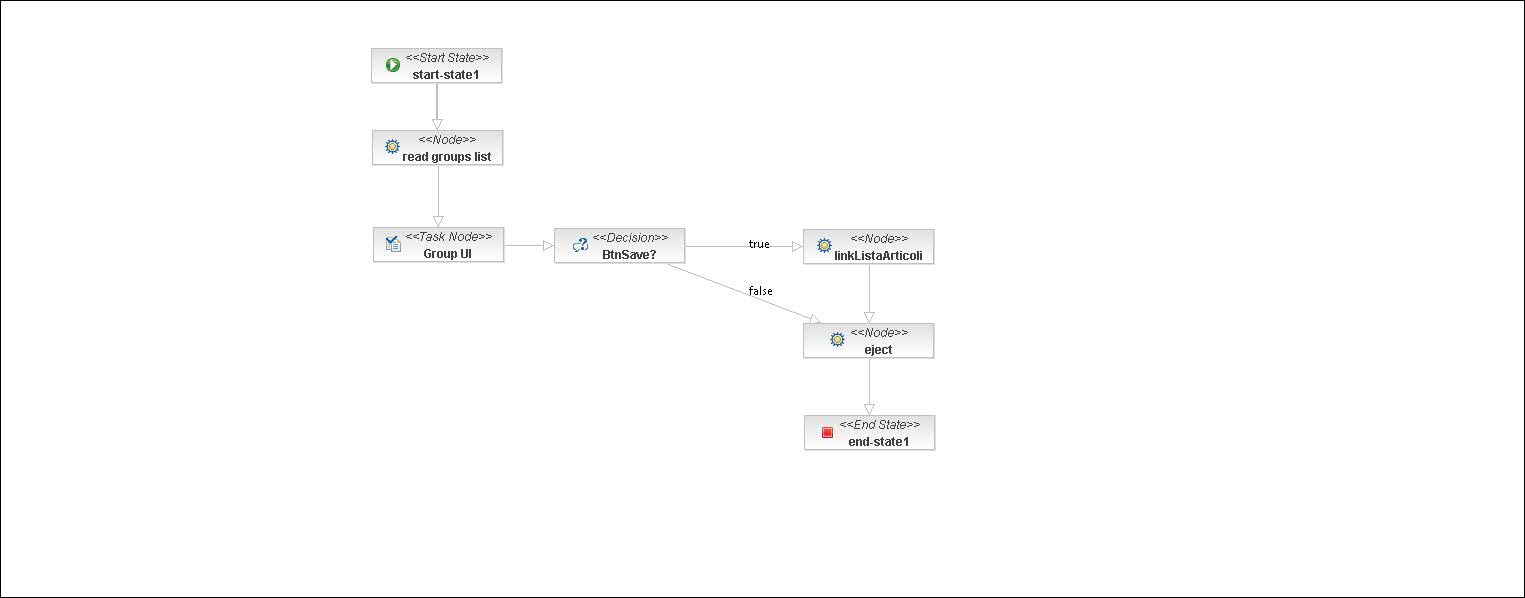 <<Start State>>
start-state1
<<Node>>
read groups list
<<Task Node>>
Group UI
<<Decision>>
BtnSave?
true
<<Node>>
linkListaArticoli
false
<<Node>>
eject
<<End State>>
end-state1